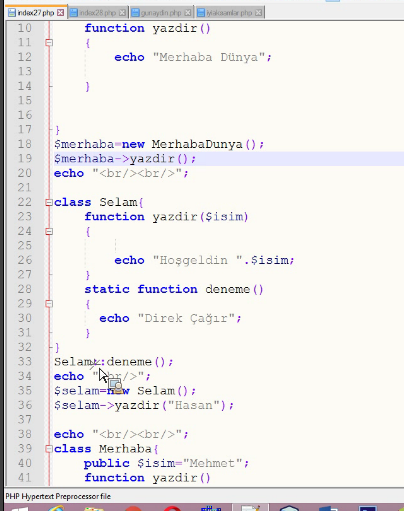 index27.php index28.php gunaydin.php iyiaksamlar.php
10 function yazdir()
11 {
12 echo "Merhaba Dünya";
13
14 }
15
16
17 }
18 $merhaba=new MerhabaDunya();
19 $merhaba->yazdir();
20 echo "<br/><br/>";
21
22 class Selam{
23 function yazdir($isim)
24 {
25
26 echo "Hoşgeldin ".$isim;
27 }
28 static function deneme()
29 {
30 echo "Direk Çağır";
31 }
32 }
33 Selam::deneme();
34 echo "<br/>";
35 $selam=new Selam();
36 $selam->yazdir("Hasan");
37
38 echo "<br/><br/>";
39 class Merhaba{
40 public $isim="Mehmet";
41 function yazdir()
PHP Hypertext Preprocessor file